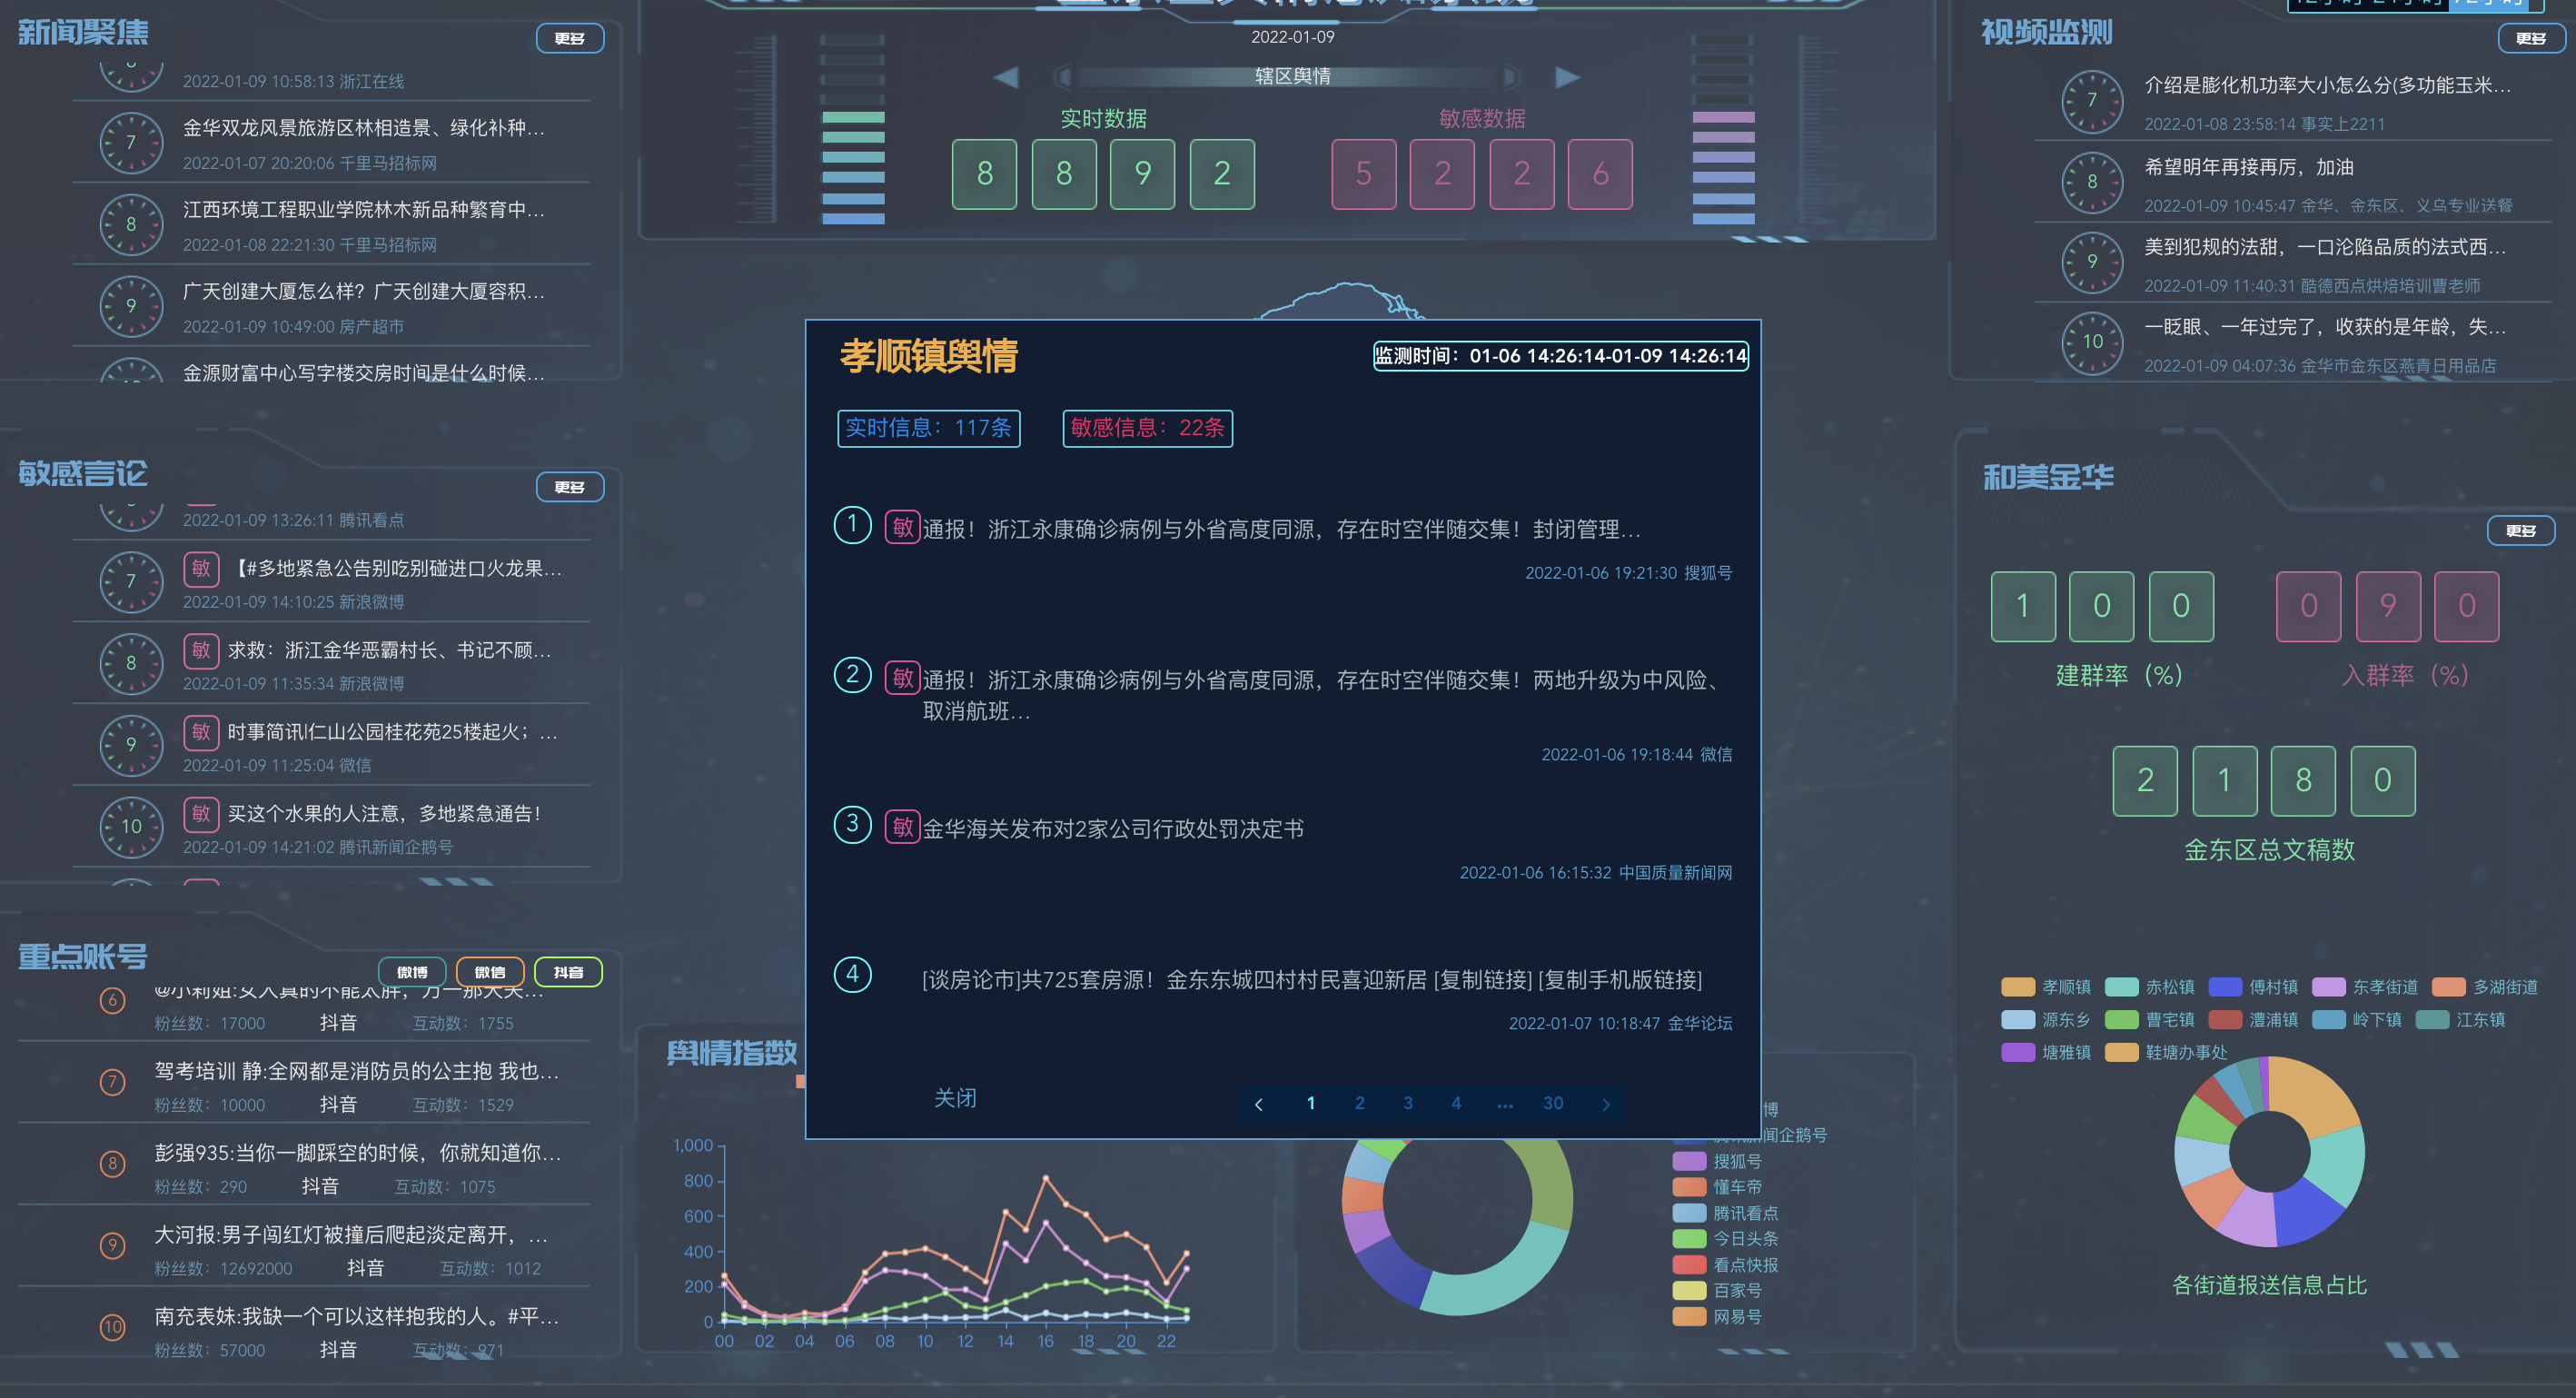 新闻聚焦
更多
2022-01-09 10:58:13 浙江在线
7
金华双龙风景旅游区林相造景、绿化补种...
2022-01-07 20:20:06 千里马招标网
8
江西环境工程职业学院林木新品种繁育中...
2022-01-08 22:21:30 千里马招标网
9
广天创建大厦怎么样？广天创建大厦容积...
2022-01-09 10:49:00 房产超市
金源财富中心写字楼交房时间是什么时候...
敏感言论
更多
2022-01-09 13:26:11 腾讯看点
7
敏 【#多地紧急公告别吃别碰进口火龙果...
2022-01-09 14:10:25 新浪微博
8
敏 求救：浙江金华恶霸村长、书记不顾...
2022-01-09 11:35:34 新浪微博
9
敏 时事简讯|仁山公园桂花苑25楼起火；...
2022-01-09 11:25:04 微信
10
敏 买这个水果的人注意，多地紧急通告！
2022-01-09 14:21:02 腾讯新闻企鹅号
重点账号
微博 微信 抖音
6
@小莉姐:女人真的不能太胖，万一那天天...
粉丝数：17000 抖音 互动数：1755
7
驾考培训 静:全网都是消防员的公主抱 我也...
粉丝数：10000 抖音 互动数：1529
8
彭强935:当你一脚踩空的时候，你就知道你...
粉丝数：290 抖音 互动数：1075
9
大河报:男子闯红灯被撞后爬起淡定离开，...
粉丝数：12692000 抖音 互动数：1012
10
南充表妹:我缺一个可以这样抱我的人。#平...
粉丝数：57000 抖音 互动数：971
2022-01-09
辖区舆情
实时数据
8 8 9 2
敏感数据
5 2 2 6
孝顺镇舆情
监测时间：01-06 14:26:14-01-09 14:26:14
实时信息：117条
敏感信息：22条
1
敏 通报！浙江永康确诊病例与外省高度同源，存在时空伴随交集！封闭管理...
2022-01-06 19:21:30 搜狐号
2
敏 通报！浙江永康确诊病例与外省高度同源，存在时空伴随交集！两地升级为中风险、
取消航班...
2022-01-06 19:18:44 微信
3
敏 金华海关发布对2家公司行政处罚决定书
2022-01-06 16:15:32 中国质量新闻网
4
[谈房论市]共725套房源！金东东城四村村民喜迎新居 [复制链接] [复制手机版链接]
2022-01-07 10:18:47 金华论坛
关闭
< 1 2 3 4 ... 30 >
舆情指数
1,000
800
600
400
200
0
00 02 04 06 08 10 12 14 16 18 20 22
博
腾讯新闻企鹅号
搜狐号
懂车帝
腾讯看点
今日头条
看点快报
百家号
网易号
视频监测
更多
7
介绍是膨化机功率大小怎么分(多功能玉米...
2022-01-08 23:58:14 事实上2211
8
希望明年再接再厉，加油
2022-01-09 10:45:47 金华．金东区．义乌专业送餐
9
美到犯规的法甜，一口沦陷品质的法式西...
2022-01-09 11:40:31 酷德西点烘焙培训曹老师
10
一眨眼、一年过完了，收获的是年龄，失...
2022-01-09 04:07:36 金华市金东区燕青日用品店
和美金华
更多
1 0 0
建群率（%）
0 9 0
入群率（%）
2 1 8 0
金东区总文稿数
孝顺镇 赤松镇 傅村镇 东孝街道 多湖街道
源东乡 曹宅镇 澧浦镇 岭下镇 江东镇
塘雅镇 鞋塘办事处
各街道报送信息占比